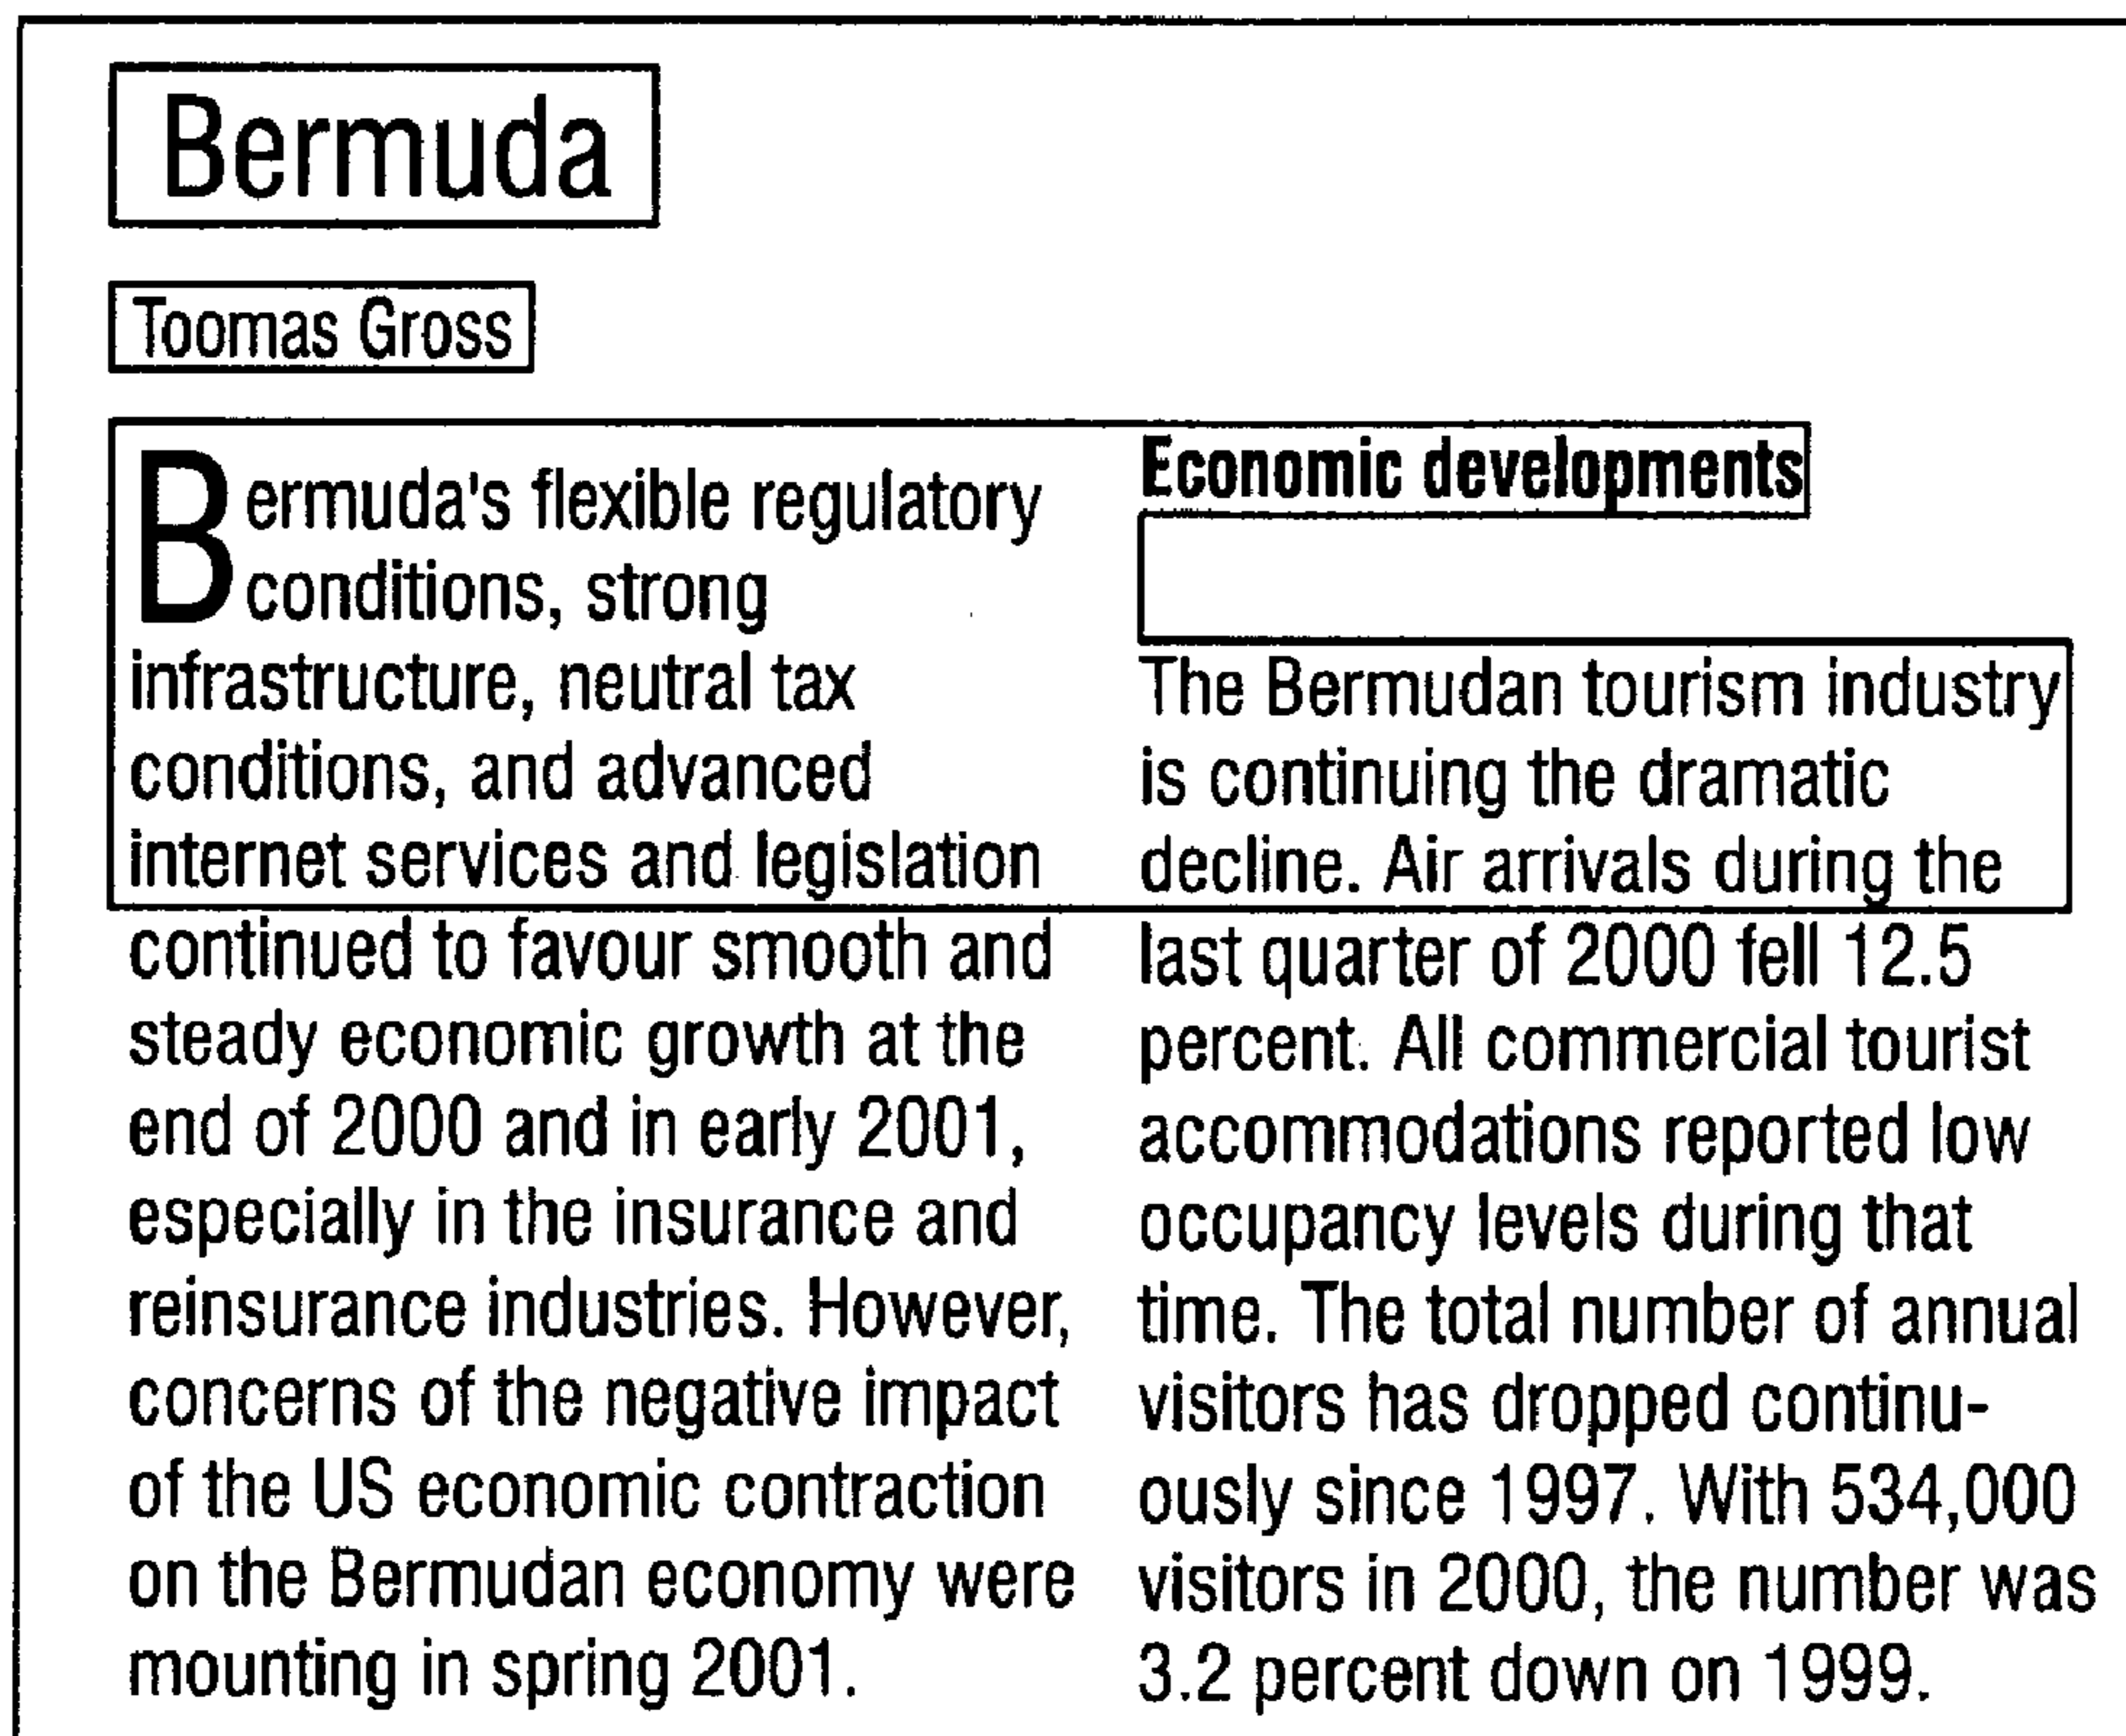 Bermuda
Toomas Gross
Bermuda's flexible regulatory
conditions, strong
infrastructure, neutral tax
conditions, and advanced
internet services and legislation
continued to favour smooth and
steady economic growth at the
end of 2000 and in early 2001,
especially in the insurance and
reinsurance industries. However,
concerns of the negative impact
of the US economic contraction
on the Bermudan economy were
mounting in spring 2001.
Economic developments
The Bermudan tourism industry
is continuing the dramatic
decline. Air arrivals during the
last quarter of 2000 fell 12.5
percent. All commercial tourist
accommodations reported low
occupancy levels during that
time. The total number of annual
visitors has dropped continu-
ously since 1997. With 534,000
visitors in 2000, the number was
3.2 percent down on 1999.